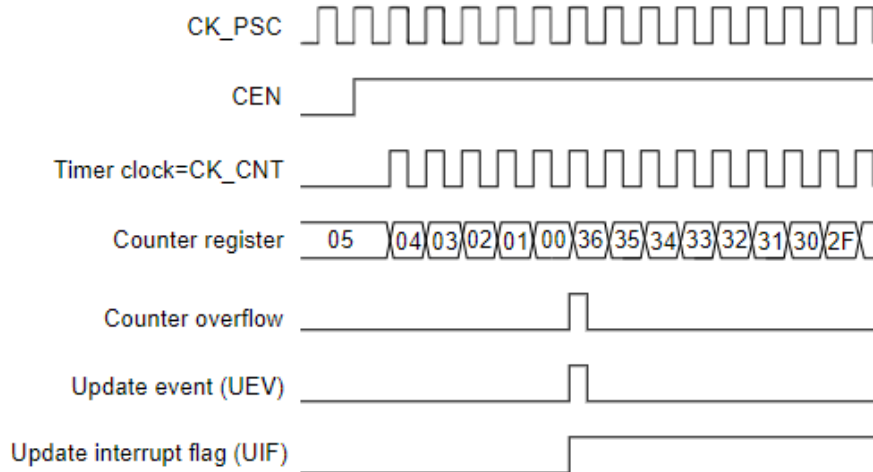 CK_PSC
CEN
Timer clock=CK_CNT
Counter register 05 04 03 02 01 00 36 35 34 33 32 31 30 2F
Counter overflow
Update event (UEV)
Update interrupt flag (UIF)